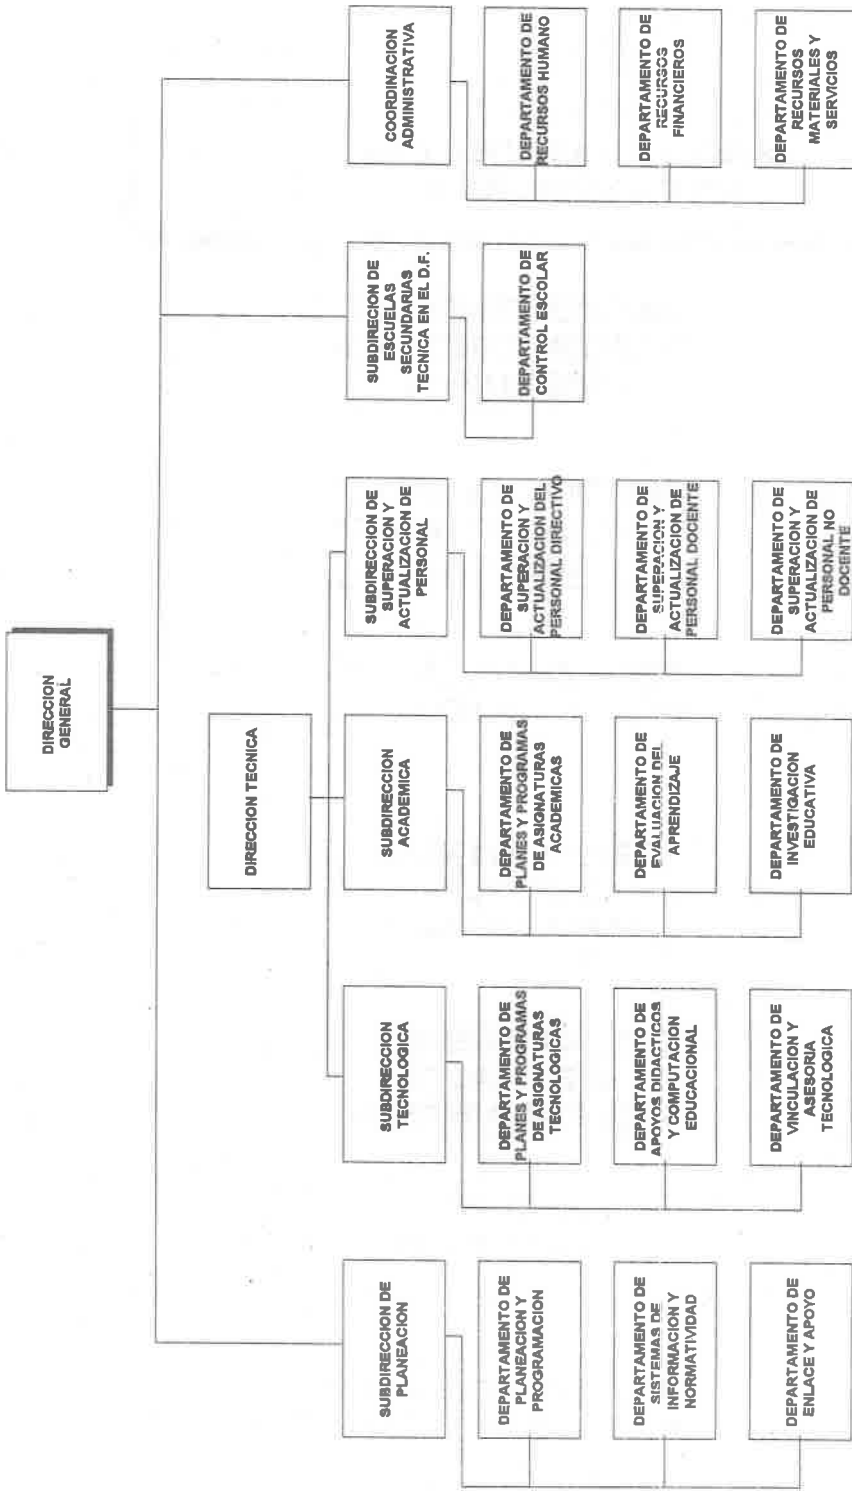 DIRECCION
GENERAL
DIRECCION TECNICA
SUBDIRECCION DE
PLANEACION
SUBDIRECCION
TECNOLOGICA
SUBDIRECCION
ACADEMICA
SUBDIRECCION DE
SUPERACION Y
ACTUALIZACION DE
PERSONAL
SUBDIRECION DE
ESCUELAS
SECUNDARIAS
TECNICA EN EL D.F.
COORDINACION
ADMINISTRATIVA
DEPARTAMENTO DE
PLANEACION Y
PROGRAMACION
DEPARTAMENTO DE
PLANES Y PROGRAMAS
DE ASIGNATURAS
TECNOLOGICAS
DEPARTAMENTO DE
PLANES Y PROGRAMAS
DE ASIGNATURAS
ACADEMICAS
DEPARTAMENTO DE
SUPERACION Y
ACTUALIZACION DEL
PERSONAL DIRECTIVO
DEPARTAMENTO DE
CONTROL ESCOLAR
DEPARTAMENTO DE
RECURSOS HUMANO
DEPARTAMENTO DE
SISTEMAS DE
INFORMACION Y
NORMATIVIDAD
DEPARTAMENTO DE
APOYOS DIDACTICOS
Y COMPUTACION
EDUCACIONAL
DEPARTAMENTO DE
EVALUACION DEL
APRENDIZAJE
DEPARTAMENTO DE
SUPERACION Y
ACTUALIZACION DE
PERSONAL DOCENTE
DEPARTAMENTO DE
RECURSOS
FINANCIEROS
DEPARTAMENTO DE
ENLACE Y APOYO
DEPARTAMENTO DE
VINCULACION Y
ASESORIA
TECNOLOGICA
DEPARTAMENTO DE
INVESTIGACION
EDUCATIVA
DEPARTAMENTO DE
SUPERACION Y
ACTUALIZACION DE
PERSONAL NO
DOCENTE
DEPARTAMENTO DE
RECURSOS
MATERIALES Y
SERVICIOS